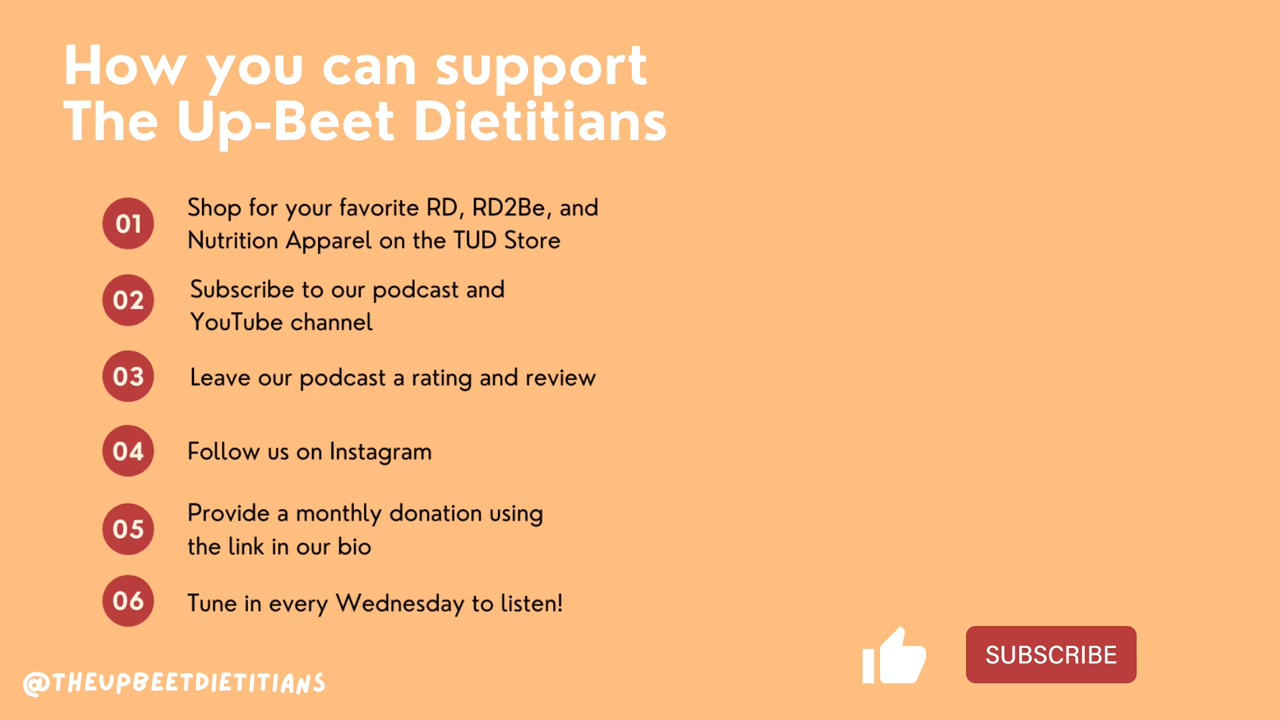 How you can support
The Up-Beet Dietitians
01
Shop for your favorite RD, RD2Be, and
Nutrition Apparel on the TUD Store
02
Subscribe to our podcast and
YouTube channel
03
Leave our podcast a rating and review
04
Follow us on Instagram
05
Provide a monthly donation using
the link in our bio
06
Tune in every Wednesday to listen!
@THEUPBEETDIETITIANS
SUBSCRIBE